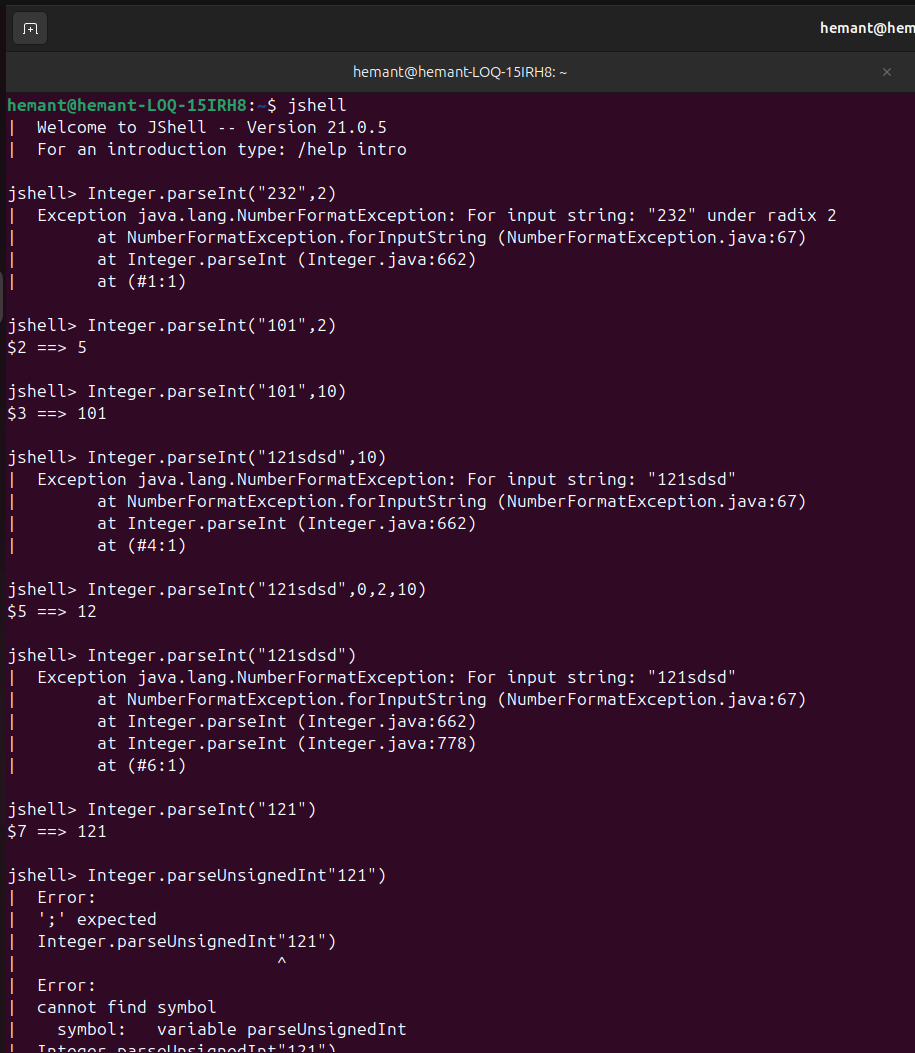 hemant@hem
hemant@hemant-LOQ-15IRH8: ~
hemant@hemant-LOQ-15IRH8:~$ jshell
|  Welcome to JShell -- Version 21.0.5
|  For an introduction type: /help intro
jshell> Integer.parseInt("232",2)
|  Exception java.lang.NumberFormatException: For input string: "232" under radix 2
|        at NumberFormatException.forInputString (NumberFormatException.java:67)
|        at Integer.parseInt (Integer.java:662)
|        at (#1:1)
jshell> Integer.parseInt("101",2)
$2 ==> 5
jshell> Integer.parseInt("101",10)
$3 ==> 101
jshell> Integer.parseInt("121sdsd",10)
|  Exception java.lang.NumberFormatException: For input string: "121sdsd"
|        at NumberFormatException.forInputString (NumberFormatException.java:67)
|        at Integer.parseInt (Integer.java:662)
|        at (#4:1)
jshell> Integer.parseInt("121sdsd",0,2,10)
$5 ==> 12
jshell> Integer.parseInt("121sdsd")
|  Exception java.lang.NumberFormatException: For input string: "121sdsd"
|        at NumberFormatException.forInputString (NumberFormatException.java:67)
|        at Integer.parseInt (Integer.java:662)
|        at Integer.parseInt (Integer.java:778)
|        at (#6:1)
jshell> Integer.parseInt("121")
$7 ==> 121
jshell> Integer.parseUnsignedInt"121")
|  Error:
|  ';' expected
|  Integer.parseUnsignedInt"121")
|                          ^
|  Error:
|  cannot find symbol
|    symbol:   variable parseUnsignedInt
|  Integer.parseUnsignedInt"121")